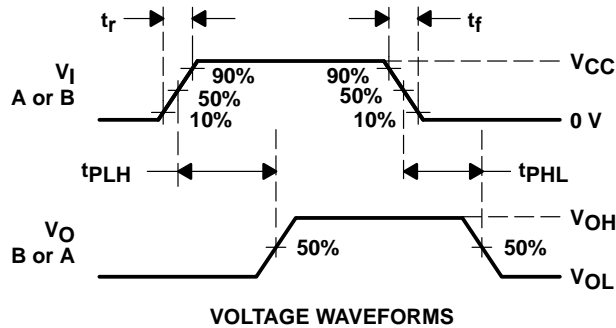 tr
tf
VI
A or B
90%
50%
10%
90%
50%
10%
VCC
0 V
tPLH
tPHL
VO
B or A
50%
50%
VOH
VOL
VOLTAGE WAVEFORMS